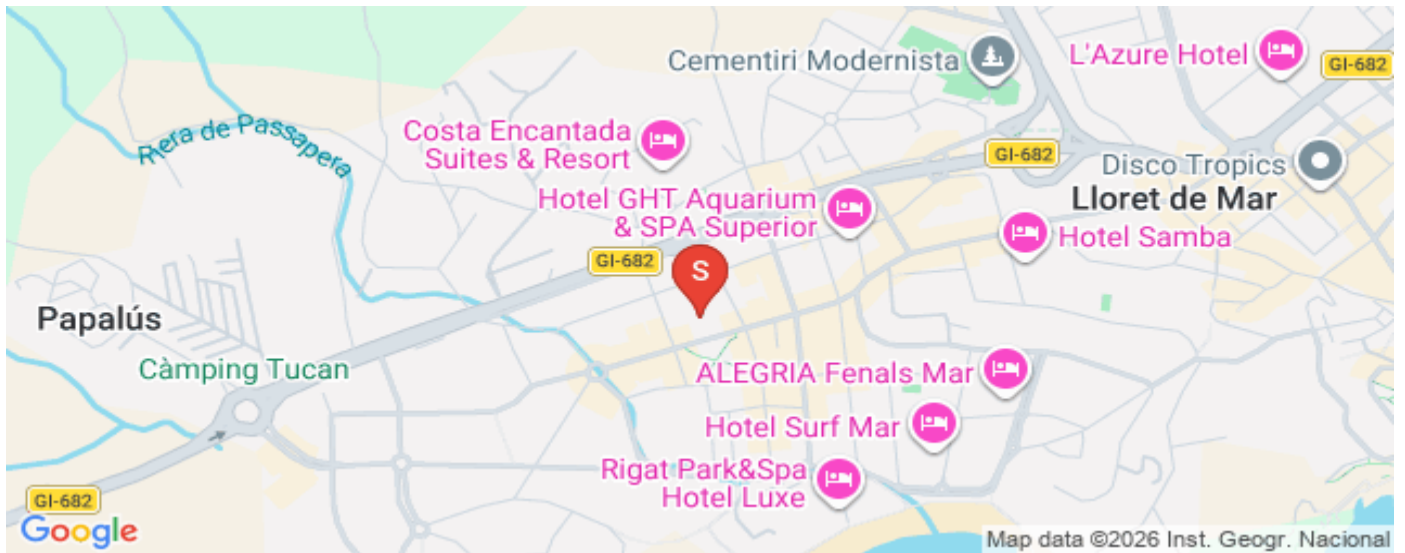 Cementiri Modernista
L'Azure Hotel
GI-682
Riera de Passapera
Costa Encantada
Suites & Resort
GI-682
Disco Tropics
Lloret de Mar
Hotel GHT Aquarium
& SPA Superior
Hotel Samba
GI-682
S
Papalús
Càmping Tucan
ALEGRIA Fenals Mar
Hotel Surf Mar
Rigat Park&Spa
Hotel Luxe
GI-682
Google
Map data ©2026 Inst. Geogr. Nacional